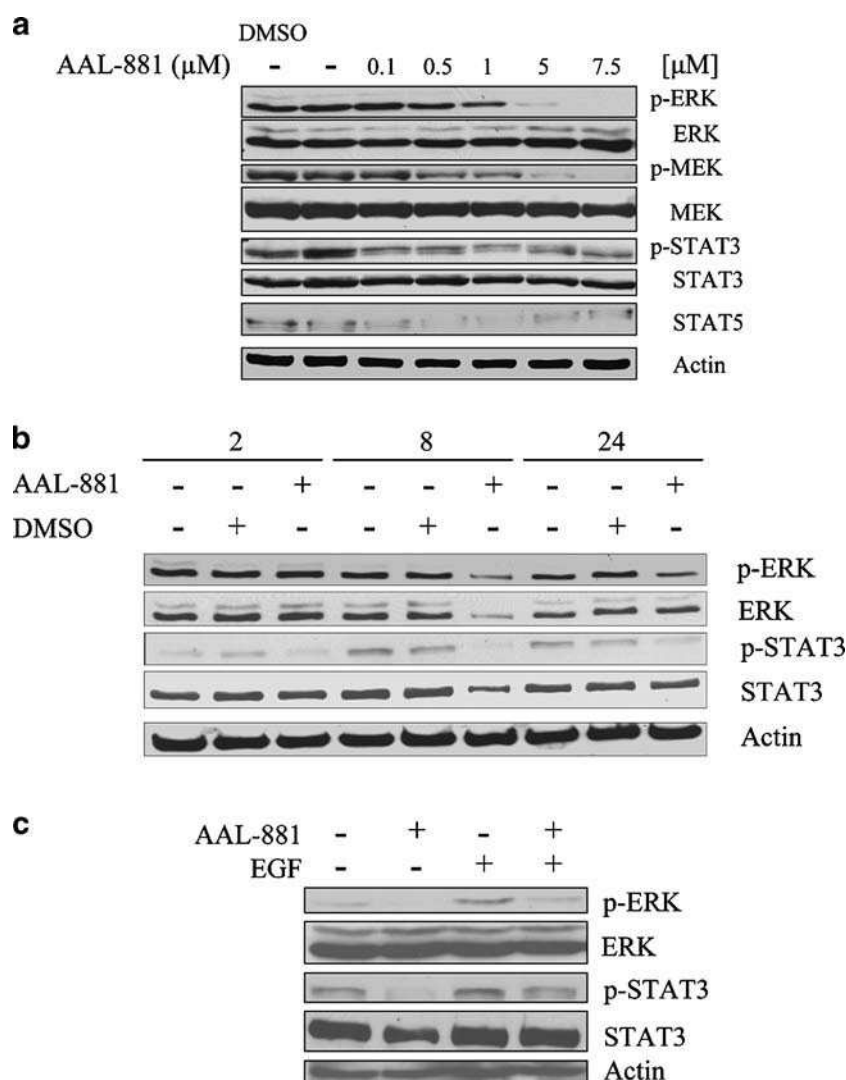 a
DMSO
AAL-881 (μM) - - 0.1 0.5 1 5 7.5 [μM]
p-ERK
ERK
p-MEK
MEK
p-STAT3
STAT3
STAT5
Actin
b
2 8 24
AAL-881 - - + - - + - - +
DMSO - + - - + - - + -
p-ERK
ERK
p-STAT3
STAT3
Actin
c
AAL-881 - + - +
EGF - - + +
p-ERK
ERK
p-STAT3
STAT3
Actin